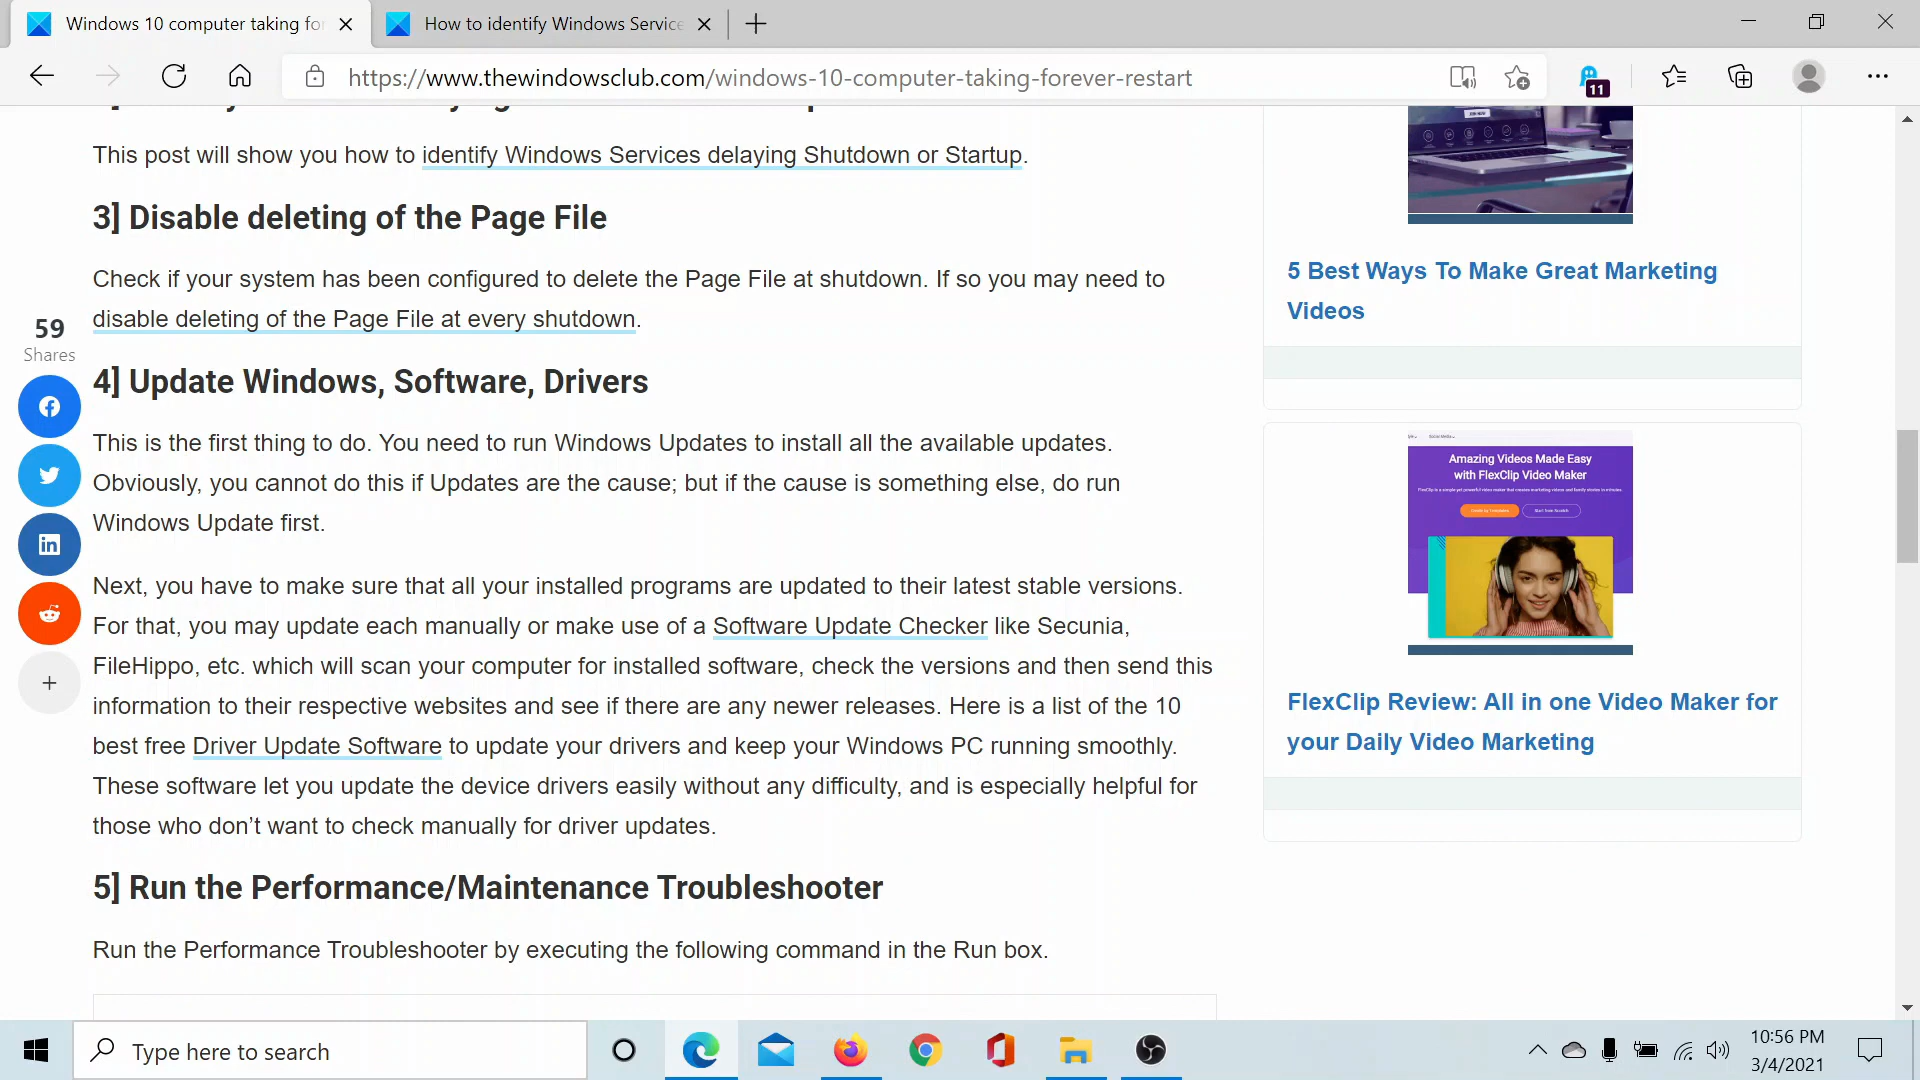 Windows 10 computer taking for
How to identify Windows Service
https://www.thewindowsclub.com/windows-10-computer-taking-forever-restart
11
This post will show you how to identify Windows Services delaying Shutdown or Startup.
3] Disable deleting of the Page File
Check if your system has been configured to delete the Page File at shutdown. If so you may need to
disable deleting of the Page File at every shutdown.
59
Shares
4] Update Windows, Software, Drivers
This is the first thing to do. You need to run Windows Updates to install all the available updates.
Obviously, you cannot do this if Updates are the cause; but if the cause is something else, do run
Windows Update first.
Next, you have to make sure that all your installed programs are updated to their latest stable versions.
For that, you may update each manually or make use of a Software Update Checker like Secunia,
FileHippo, etc. which will scan your computer for installed software, check the versions and then send this
information to their respective websites and see if there are any newer releases. Here is a list of the 10
best free Driver Update Software to update your drivers and keep your Windows PC running smoothly.
These software let you update the device drivers easily without any difficulty, and is especially helpful for
those who don’t want to check manually for driver updates.
5] Run the Performance/Maintenance Troubleshooter
Run the Performance Troubleshooter by executing the following command in the Run box.
5 Best Ways To Make Great Marketing
Videos
Amazing Videos Made Easy
with FlexClip Video Maker
FlexClip Review: All in one Video Maker for
your Daily Video Marketing
Type here to search
10:56 PM
3/4/2021